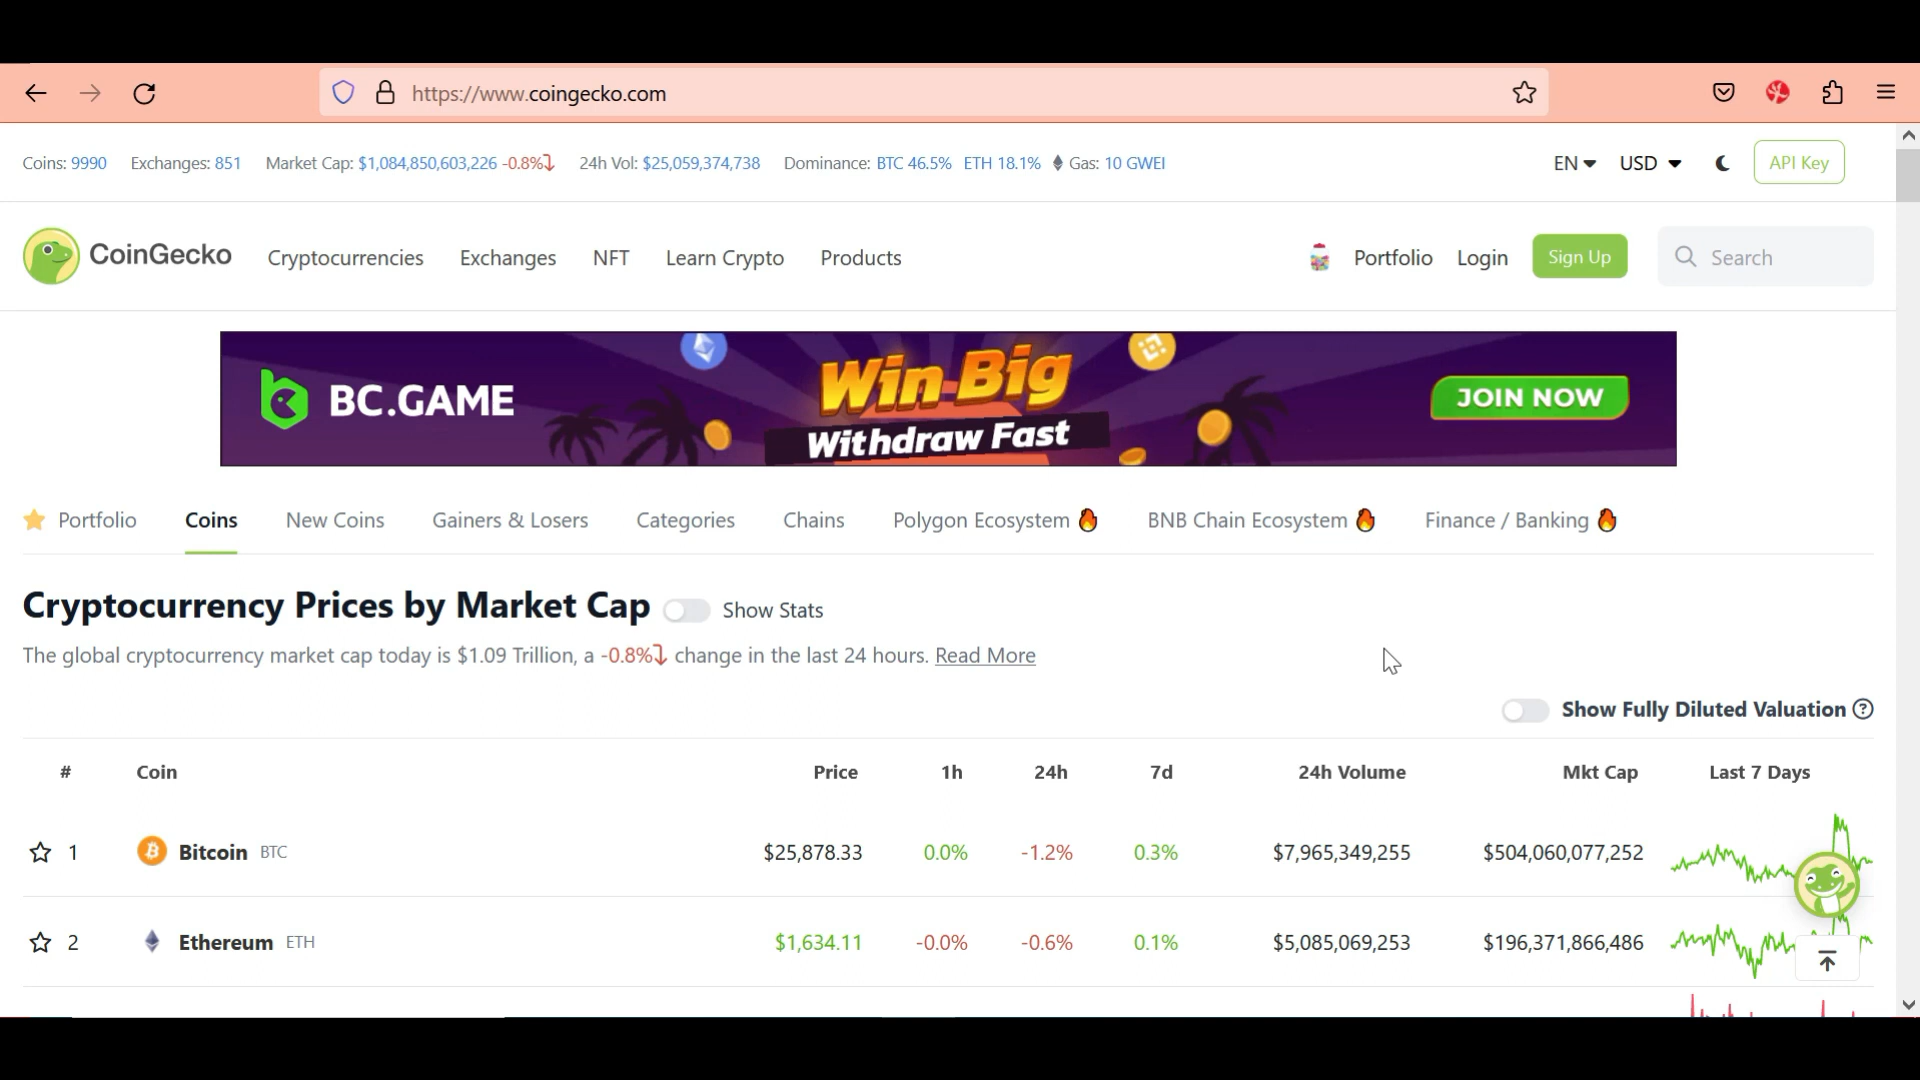 https://www.coingecko.com
Coins: 9990 Exchanges: 851 Market Cap: $1,084,850,603,226 -0.8% 24h Vol: $25,059,374,738 Dominance: BTC 46.5% ETH 18.1% Gas: 10 GWEI EN USD API Key
CoinGecko Cryptocurrencies Exchanges NFT Learn Crypto Products Portfolio Login Sign Up Search
BC.GAME Win Big JOIN NOW
Withdraw Fast
Portfolio Coins New Coins Gainers & Losers Categories Chains Polygon Ecosystem BNB Chain Ecosystem Finance / Banking
Cryptocurrency Prices by Market Cap Show Stats
The global cryptocurrency market cap today is $1.09 Trillion, a -0.8% change in the last 24 hours. Read More
Show Fully Diluted Valuation ?
# Coin Price 1h 24h 7d 24h Volume Mkt Cap Last 7 Days
1 Bitcoin BTC $25,878.33 0.0% -1.2% 0.3% $7,965,349,255 $504,060,077,252
2 Ethereum ETH $1,634.11 -0.0% -0.6% 0.1% $5,085,069,253 $196,371,866,486